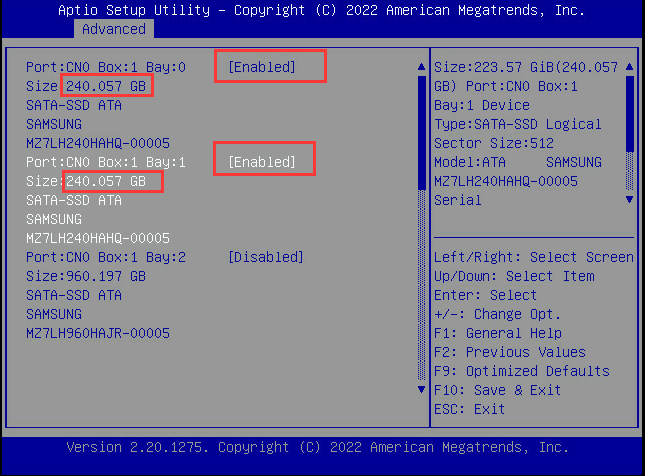 Aptio Setup Utility - Copyright (C) 2022 American Megatrends, Inc.
Advanced
Port:CN0 Box:1 Bay:0 [Enabled]
Size:240.057 GB
SATA-SSD ATA
SAMSUNG
MZ7LH240HAHQ-00005
Port:CN0 Box:1 Bay:1 [Enabled]
Size:240.057 GB
SATA-SSD ATA
SAMSUNG
MZ7LH240HAHQ-00005
Port:CN0 Box:1 Bay:2 [Disabled]
Size:960.197 GB
SATA-SSD ATA
SAMSUNG
MZ7LH960HAJR-00005
Size:223.57 GiB(240.057
GB) Port:CN0 Box:1
Bay:1 Device
Type:SATA-SSD Logical
Sector Size:512
Model:ATA SAMSUNG
MZ7LH240HAHQ-00005
Serial
Left/Right: Select Screen
Up/Down: Select Item
Enter: Select
+/-: Change Opt.
F1: General Help
F2: Previous Values
F9: Optimized Defaults
F10: Save & Exit
ESC: Exit
Version 2.20.1275. Copyright (C) 2022 American Megatrends, Inc.